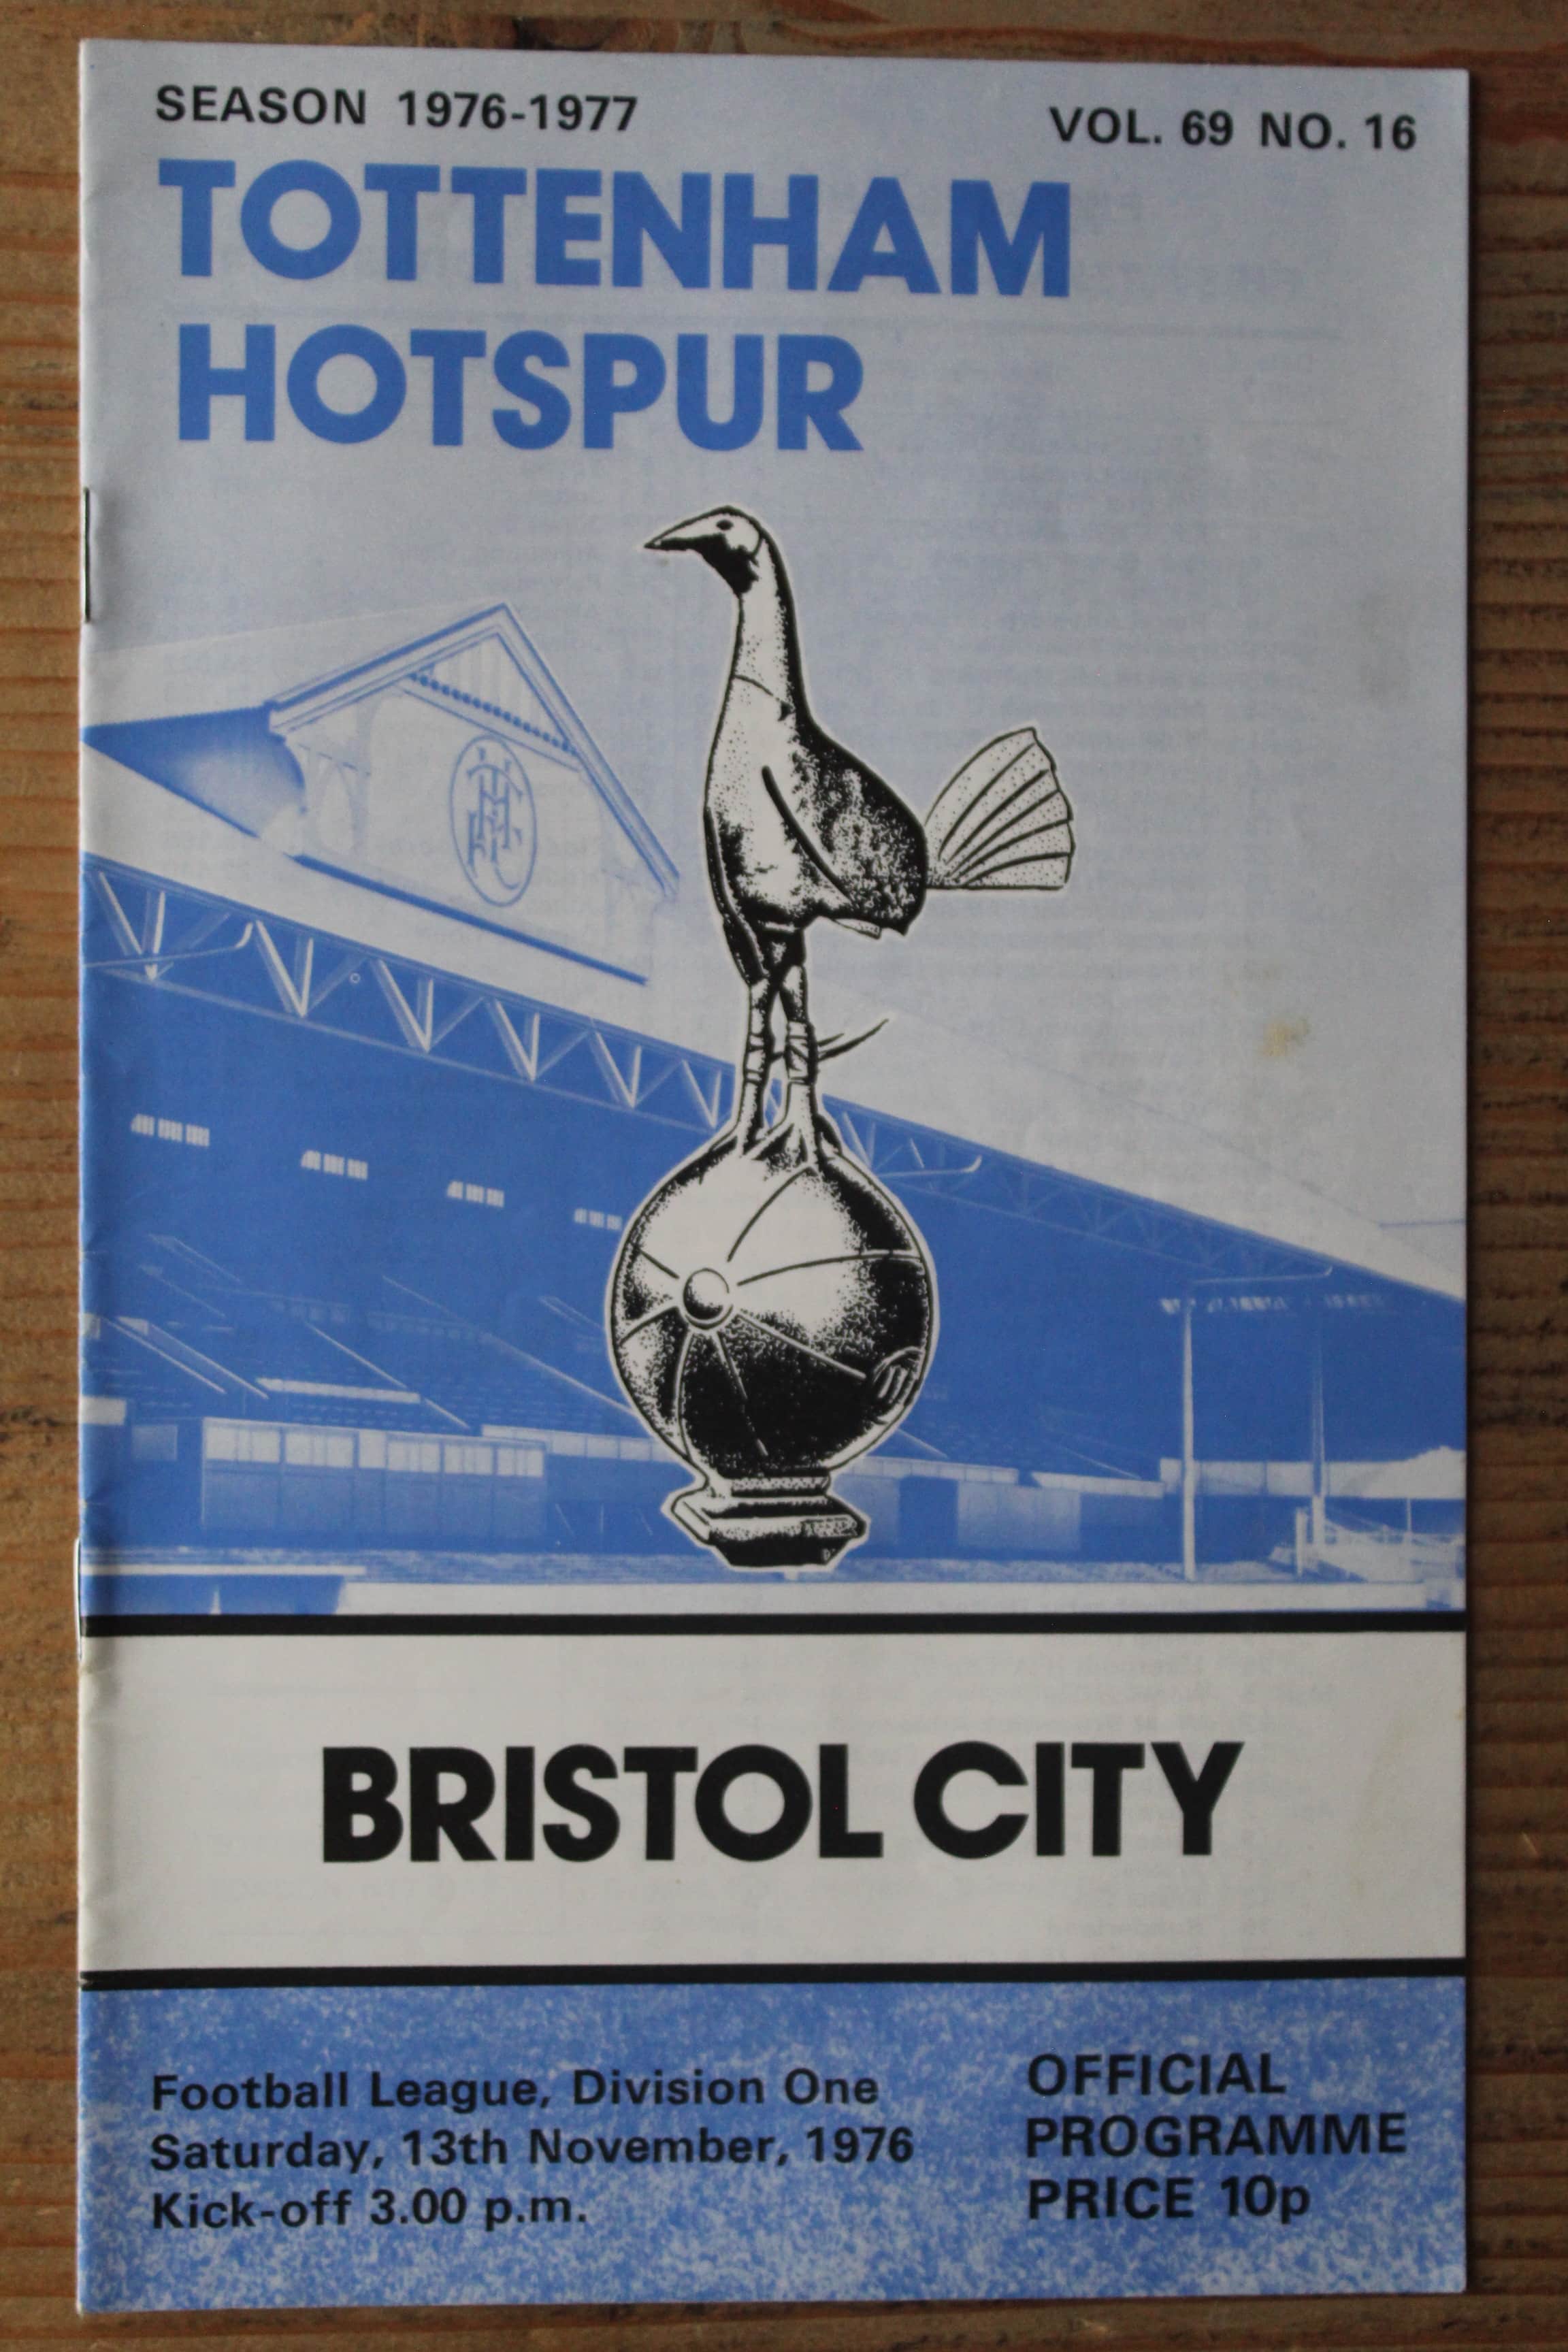 SEASON 1976-1977
VOL. 69 NO. 16
TOTTENHAM
HOTSPUR
BRISTOL CITY
Football League, Division One
Saturday, 13th November, 1976
Kick-off 3.00 p.m.
OFFICIAL
PROGRAMME
PRICE 10p